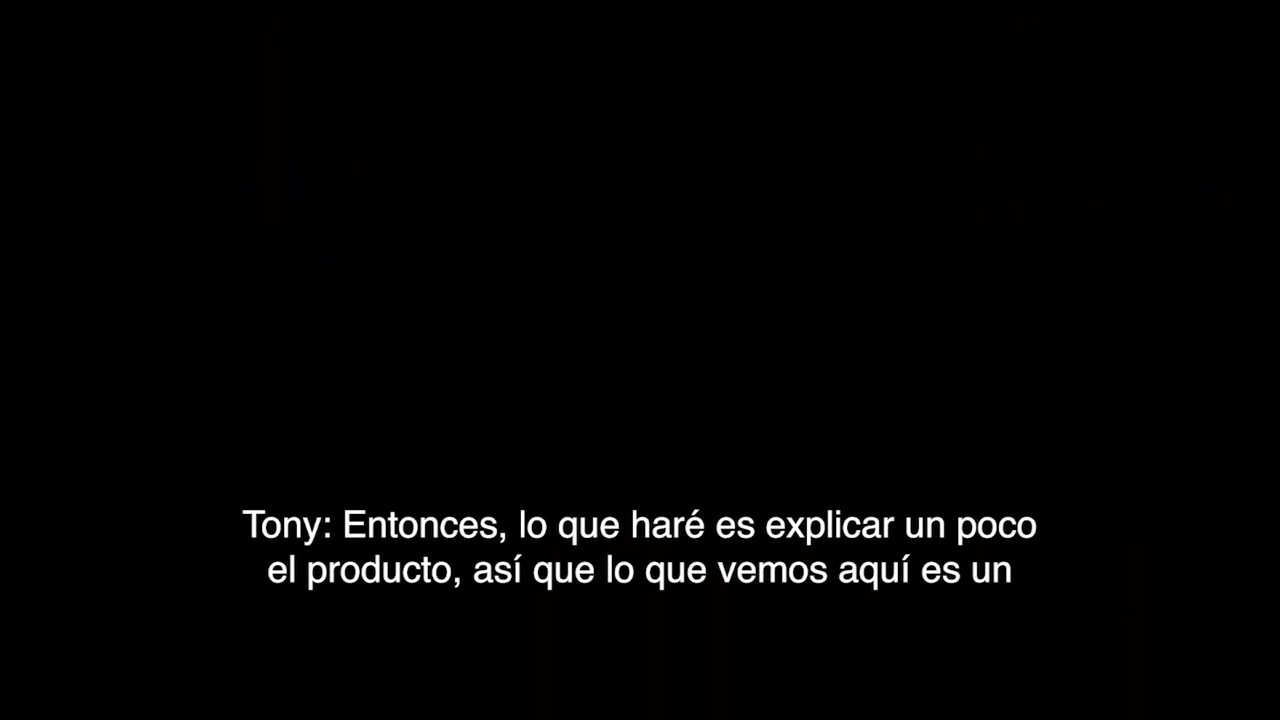 Tony: Entonces, lo que haré es explicar un poco
el producto, así que lo que vemos aquí es un